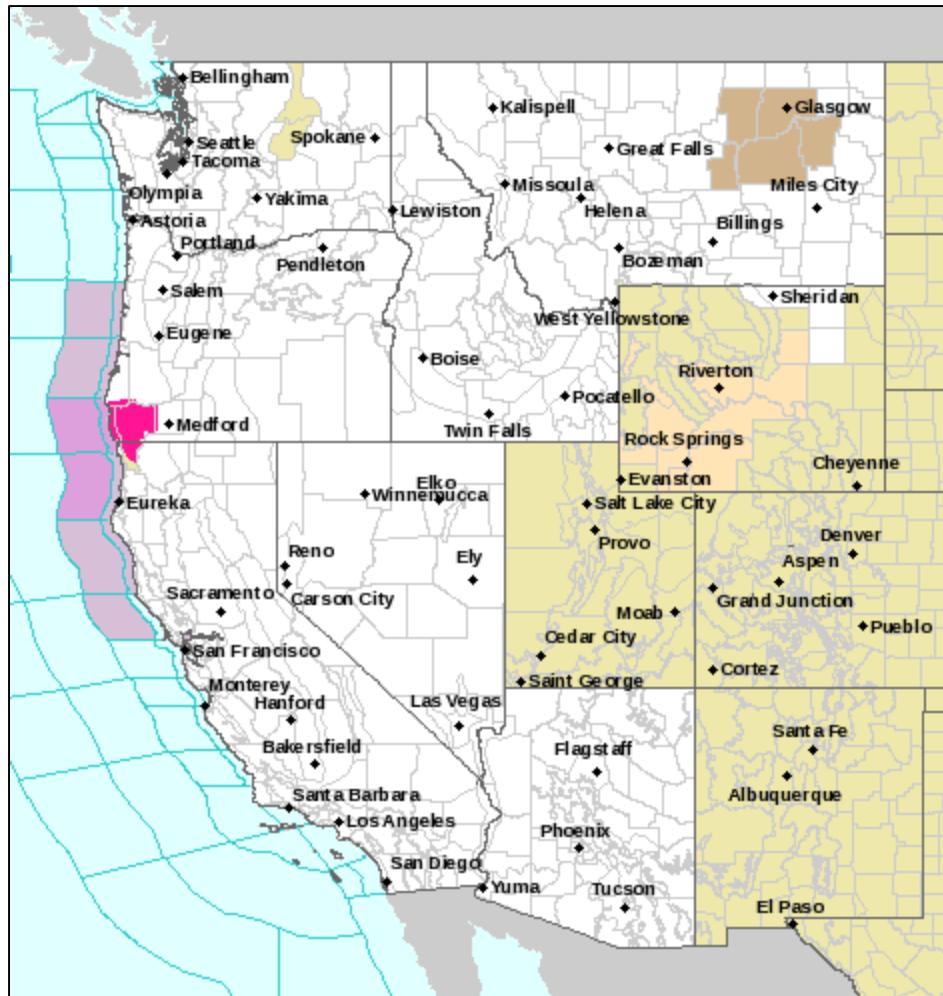 Bellingham
Kalispell
Glasgow
Spokane
Seattle
Great Falls
Tacoma
Miles City
Missoula
Olympia
Yakima
Helena
Lewiston
Astoria
Billings
Portland
Bozeman
Pendleton
Salem
Sheridan
West Yellowstone
Eugene
Boise
Riverton
Pocatello
Medford
Twin Falls
Rock Springs
Cheyenne
Elko
Evanston
Winnemucca
Eureka
Salt Lake City
Denver
Provo
Reno
Ely
Aspen
Sacramento
Carson City
Grand Junction
Moab
Pueblo
Cedar City
San Francisco
Cortez
Saint George
Monterey
Hanford
Las Vegas
Santa Fe
Bakersfield
Flagstaff
Albuquerque
Santa Barbara
Los Angeles
Phoenix
San Diego
Yuma
Tucson
El Paso